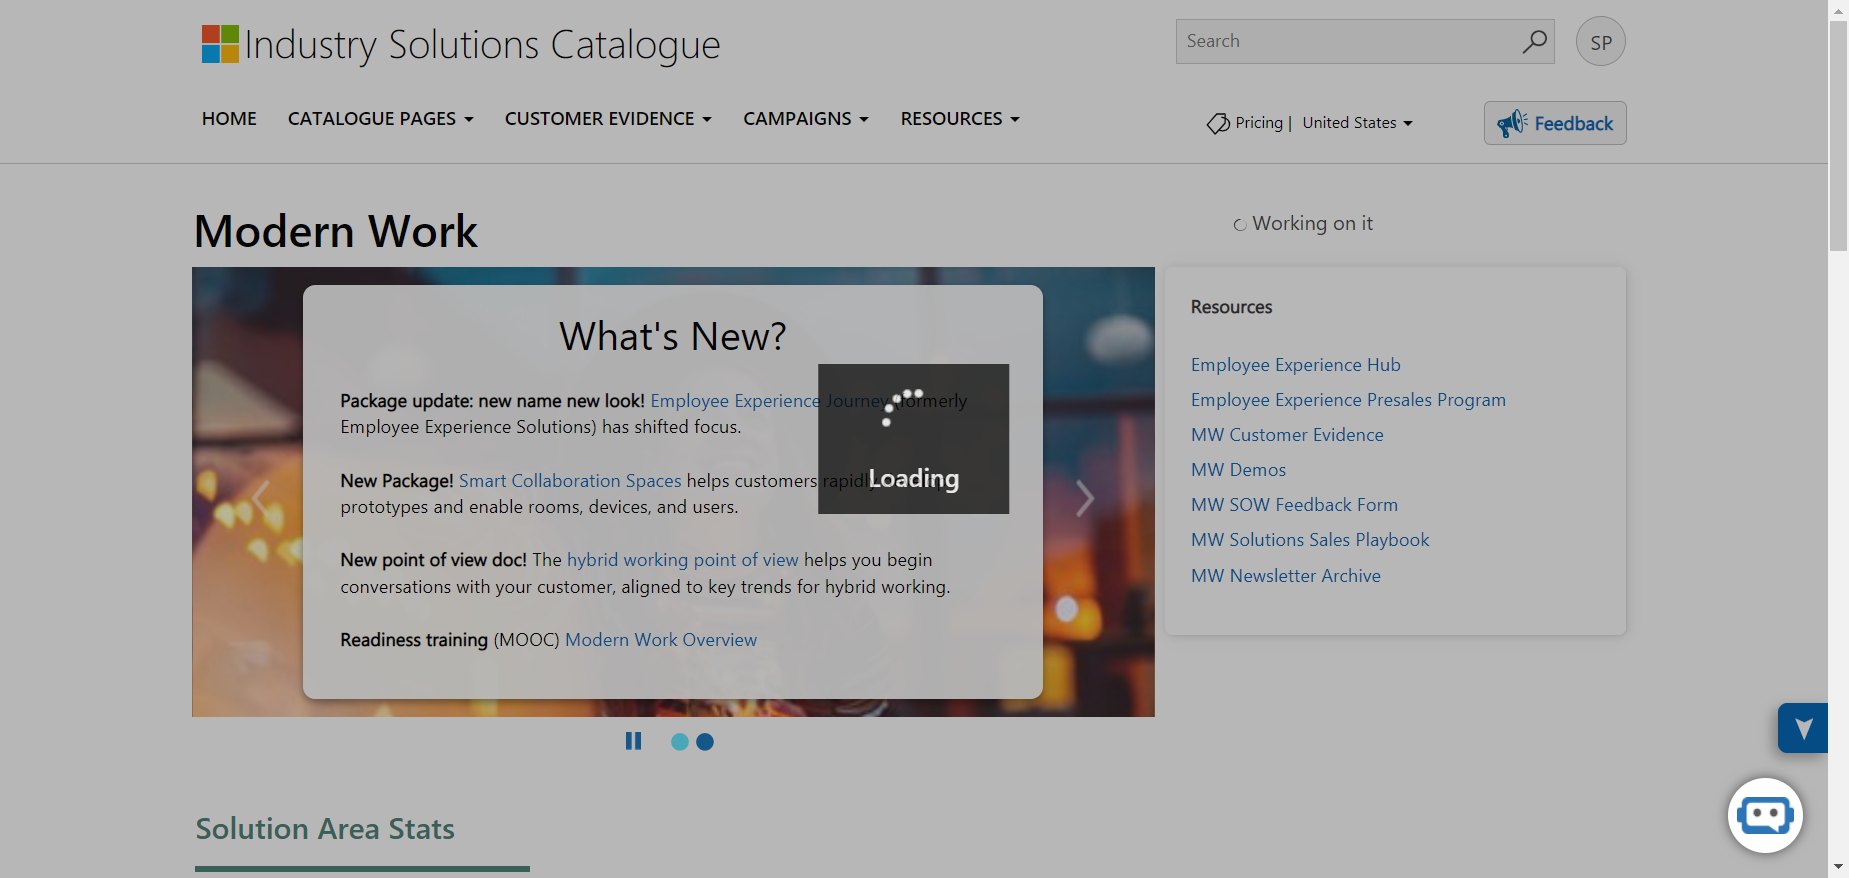 Industry Solutions Catalogue
Search
SP
HOME
CATALOGUE PAGES
CUSTOMER EVIDENCE
CAMPAIGNS
RESOURCES
Pricing |
United States
Feedback
Modern Work
Working on it
What's New?
Package update: new name new look! Employee Experience Journey (formerly
Employee Experience Solutions) has shifted focus.
New Package! Smart Collaboration Spaces helps customers rapidly
prototypes and enable rooms, devices, and users.
New point of view doc! The hybrid working point of view helps you begin
conversations with your customer, aligned to key trends for hybrid working.
Readiness training (MOOC) Modern Work Overview
Loading
Resources
Employee Experience Hub
Employee Experience Presales Program
MW Customer Evidence
MW Demos
MW SOW Feedback Form
MW Solutions Sales Playbook
MW Newsletter Archive
Solution Area Stats